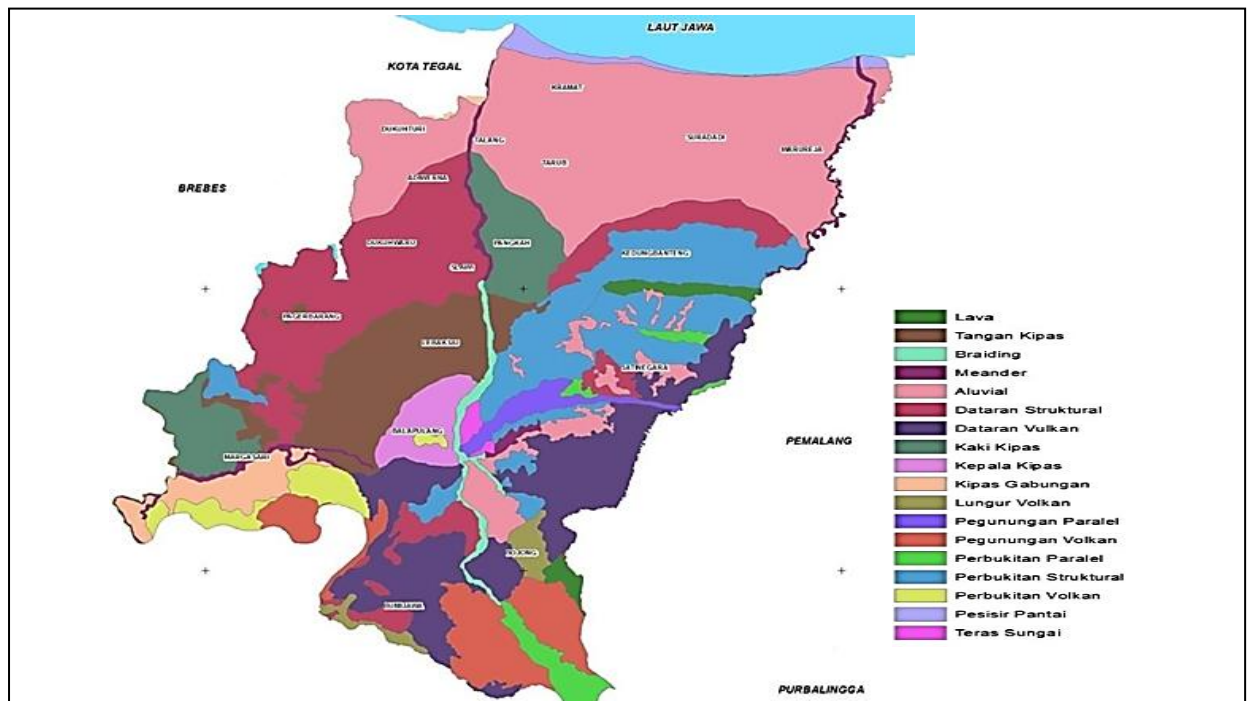 LAUT JAWA
KOTA TEGAL
KRAMAT
DUKUHTURI
TALANG
SURADADI
WARUREJA
TARUB
ADIWERNA
BREBES
DUKUHWARU
PANGKAH
KEDUNGBANTENG
SLAWI
PAGERBARANG
LEBAKSIU
JATINEGARA
BALAPULANG
PEMALANG
MARGASARI
BOJONG
BUMIJAWA
PURBALINGGA
Lava
Tangan Kipas
Braiding
Meander
Aluvial
Dataran Struktural
Dataran Vulkan
Kaki Kipas
Kepala Kipas
Kipas Gabungan
Lungur Volkan
Pegunungan Paralel
Pegunungan Volkan
Perbukitan Paralel
Perbukitan Struktural
Perbukitan Volkan
Pesisir Pantai
Teras Sungai